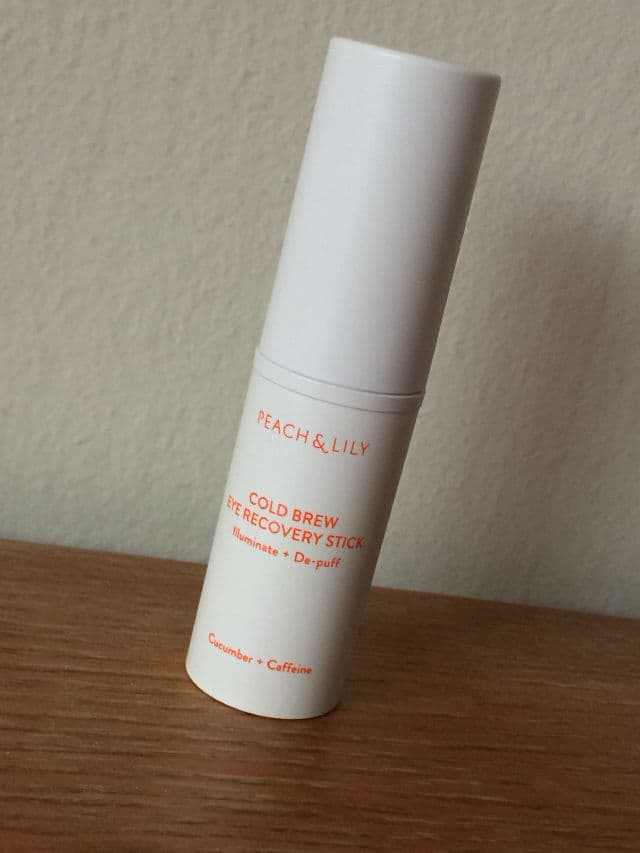 PEACH & LILY
COLD BREW
EYE RECOVERY STICK
Illuminate + De-puff
Cucumber + Caffeine